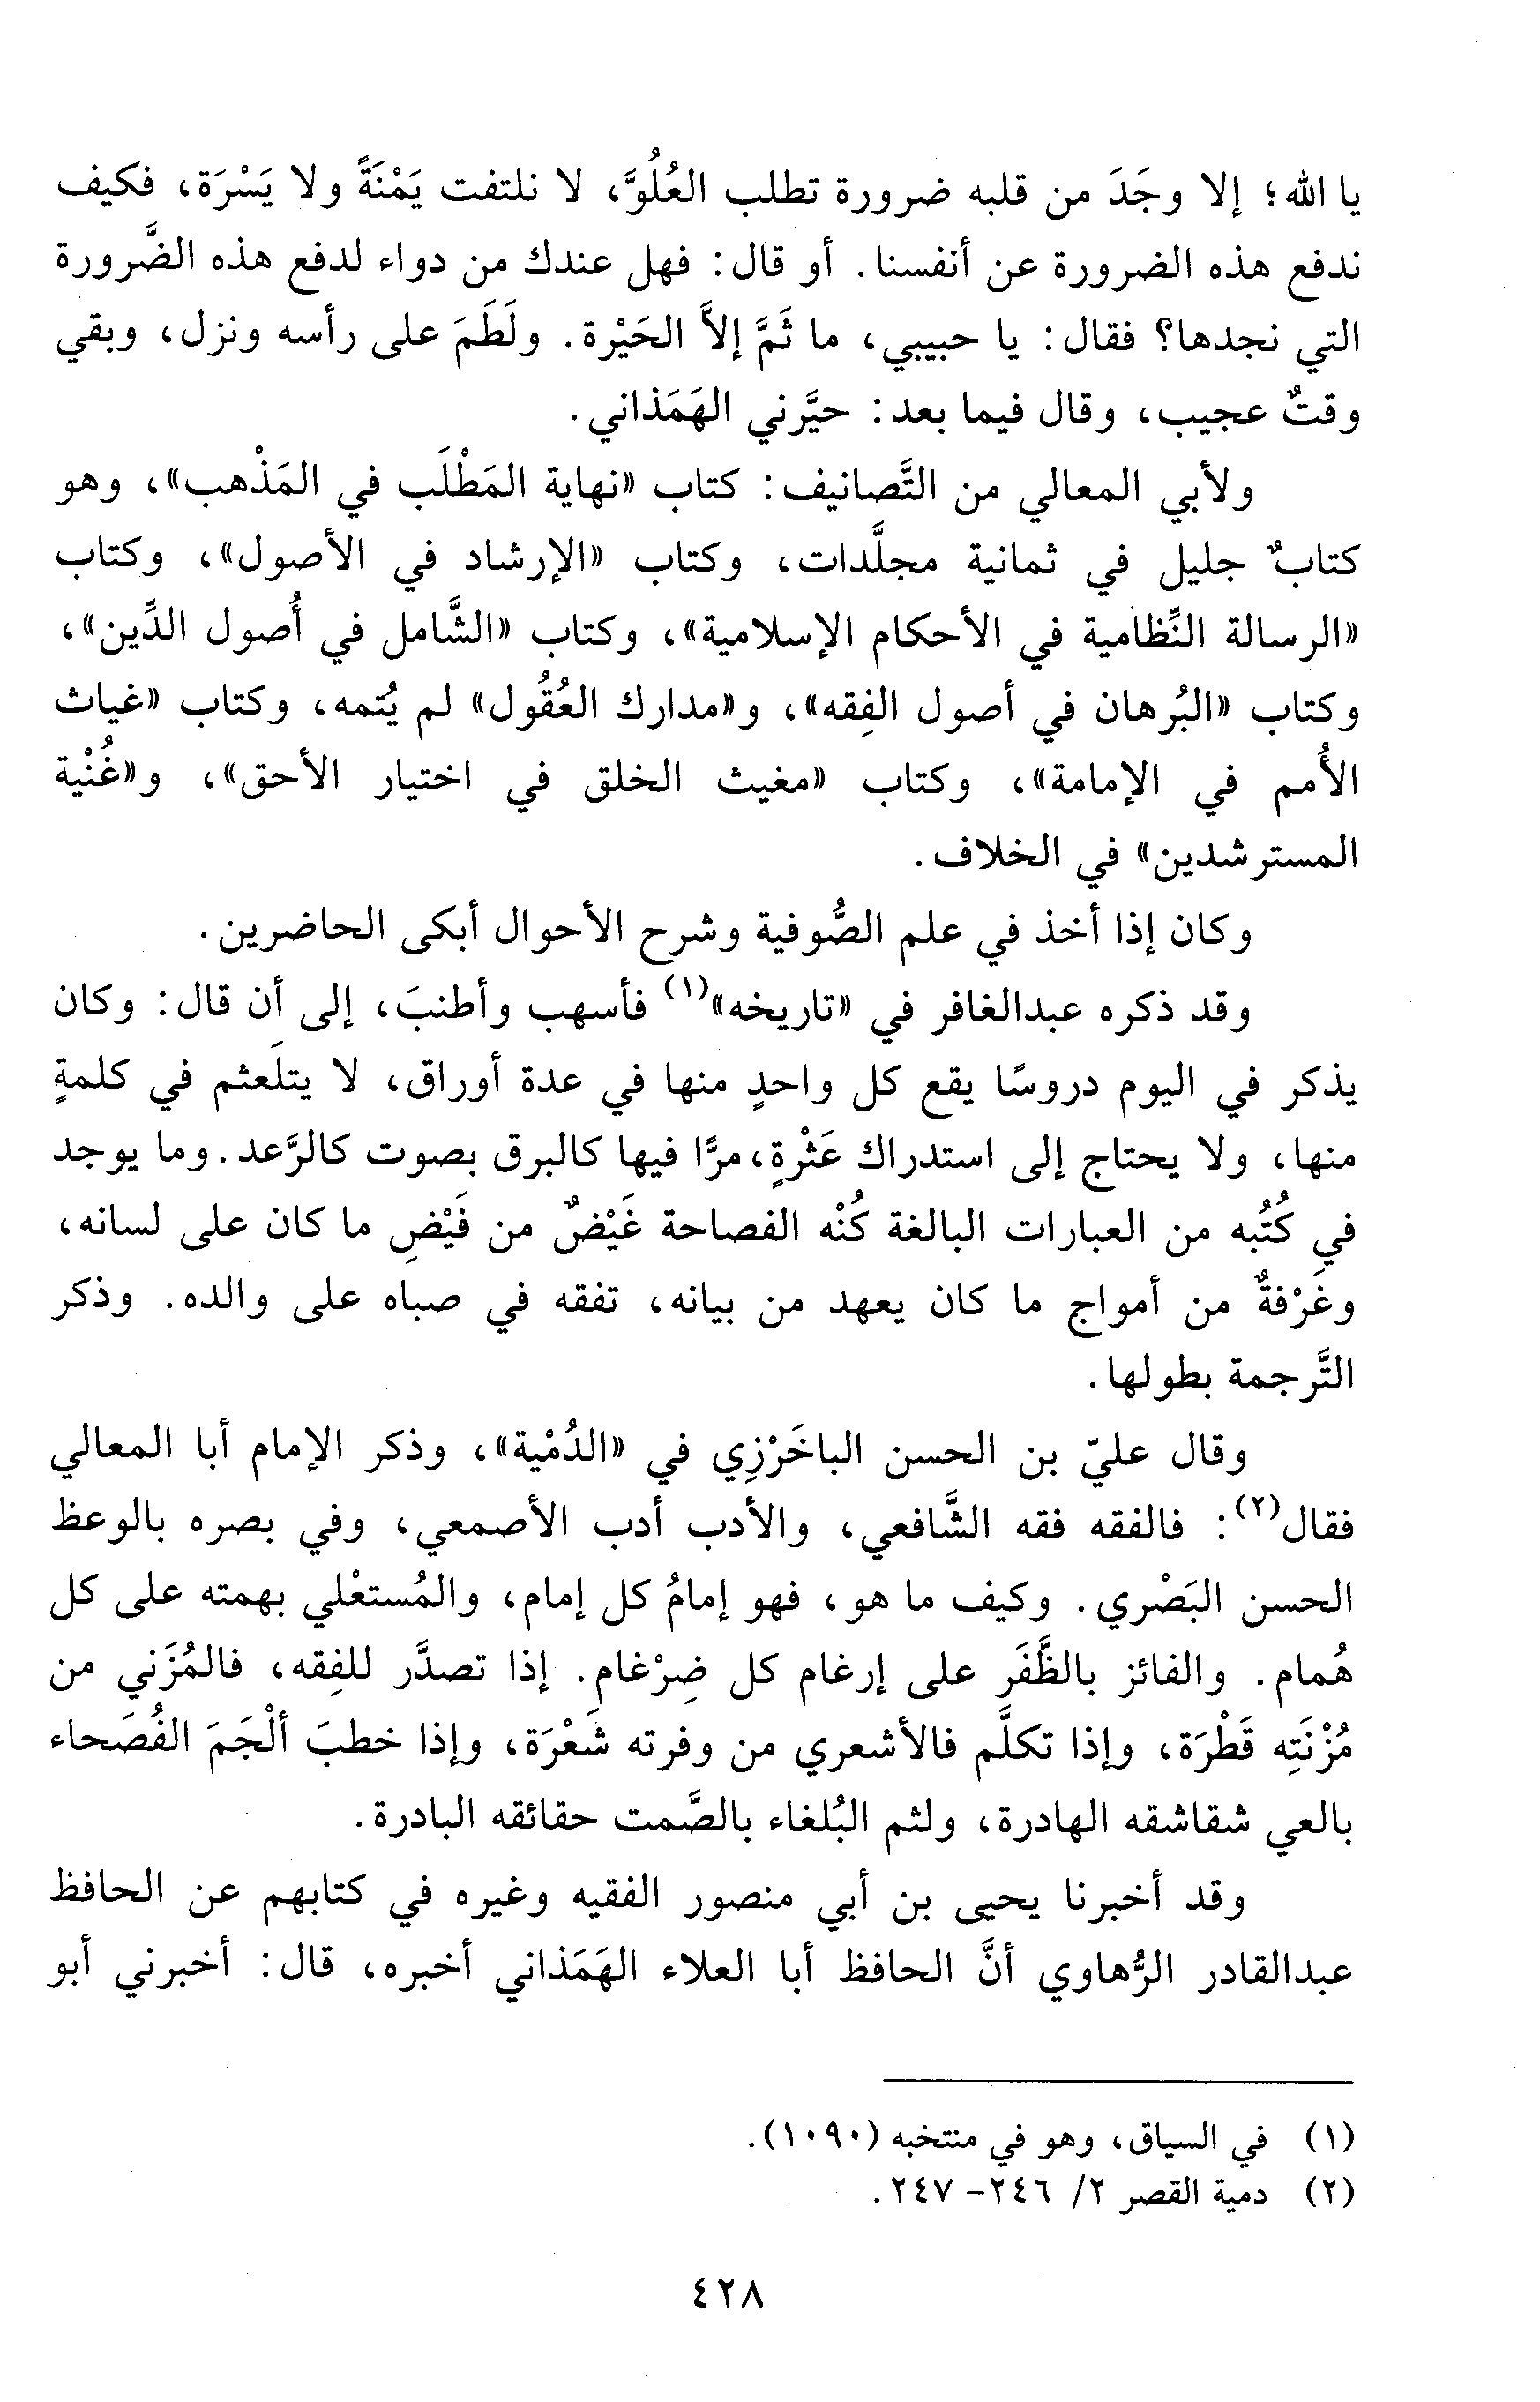 يا الله؛ إلا وجَدَ من قلبه ضرورة تطلب العُلُوَّ، لا نلتفت يَمْنَةً ولا يَسْرَة، فكيف
ندفع هذه الضرورة عن أنفسنا. أو قال: فهل عندك من دواء لدفع هذه الضَّرورة
التي نجدها؟ فقال: يا حبيبي، ما ثَمَّ إلاَّ الحَيْرة. ولَطَمَ على رأسه ونزل، وبقي
وقتٌ عجيب، وقال فيما بعد: حيَّرني الهَمَذاني.
ولأبي المعالي من التَّصانيف: كتاب «نهاية المَطْلَب في المَذْهب»، وهو
كتابٌ جليل في ثمانية مجلَّدات، وكتاب «الإرشاد في الأصول»، وكتاب
«الرسالة النِّظامية في الأحكام الإسلامية»، وكتاب «الشَّامل في أُصول الدِّين»،
وكتاب «البُرهان في أصول الفِقه»، و«مدارك العُقُول» لم يُتمه، وكتاب «غياث
الأُمم في الإمامة»، وكتاب «مغيث الخلق في اختيار الأحق»، و«غُنْية
المسترشدين» في الخلاف.
وكان إذا أخذ في علم الصُّوفية وشرح الأحوال أبكى الحاضرين.
وقد ذكره عبدالغافر في «تاريخه»(١) فأسهب وأطنبَ، إلى أن قال: وكان
يذكر في اليوم دروسًا يقع كل واحدٍ منها في عدة أوراق، لا يتلَعثم في كلمةٍ
منها، ولا يحتاج إلى استدراك عَثْرةٍ، مرًّا فيها كالبرق بصوت كالرَّعد. وما يوجد
في كُتُبه من العبارات البالغة كُنْه الفصاحة غَيْضٌ من فَيْضِ ما كان على لسانه،
وغَرْفةٌ من أمواج ما كان يعهد من بيانه، تفقه في صباه على والده. وذكر
التَّرجمة بطولها.
وقال عليّ بن الحسن الباخَرْزِي في «الدُمْية»، وذكر الإمام أبا المعالي
فقال(٢): فالفقه فقه الشَّافعي، والأدب أدب الأصمعي، وفي بصره بالوعظ
الحسن البَصْري. وكيف ما هو، فهو إمامُ كل إمام، والمُستعْلي بهمته على كل
هُمام. والفائز بالظَّفَر على إرغام كل ضِرْغام. إذا تصدَّر للفِقه، فالمُزَني من
مُزْنَتِه قَطْرَة، وإذا تكلَّم فالأشعري من وفرته شَعْرَة، وإذا خطبَ ألْجَمَ الفُصَحاء
بالعي شقاشقه الهادرة، ولثم البُلغاء بالصَّمت حقائقه البادرة.
وقد أخبرنا يحيى بن أبي منصور الفقيه وغيره في كتابهم عن الحافظ
عبدالقادر الرُّهاوي أنَّ الحافظ أبا العلاء الهَمَذاني أخبره، قال: أخبرني أبو
(١) في السياق، وهو في منتخبه (١٠٩٠).
(٢) دمية القصر ٢/ ٢٤٦- ٢٤٧.
٤٢٨